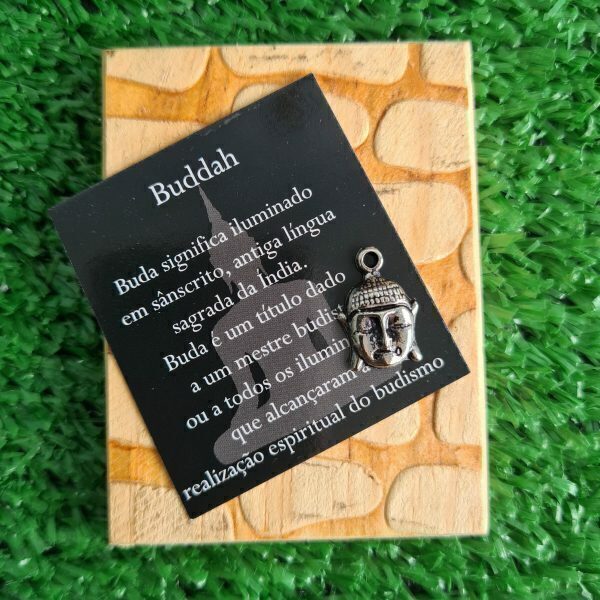 Buddah
Buda significa iluminado
em sânscrito, antiga língua
sagrada da Índia.
Buda é um título dado
a um mestre
ou a todos os
que alcançaram
realização espiritual do budismo